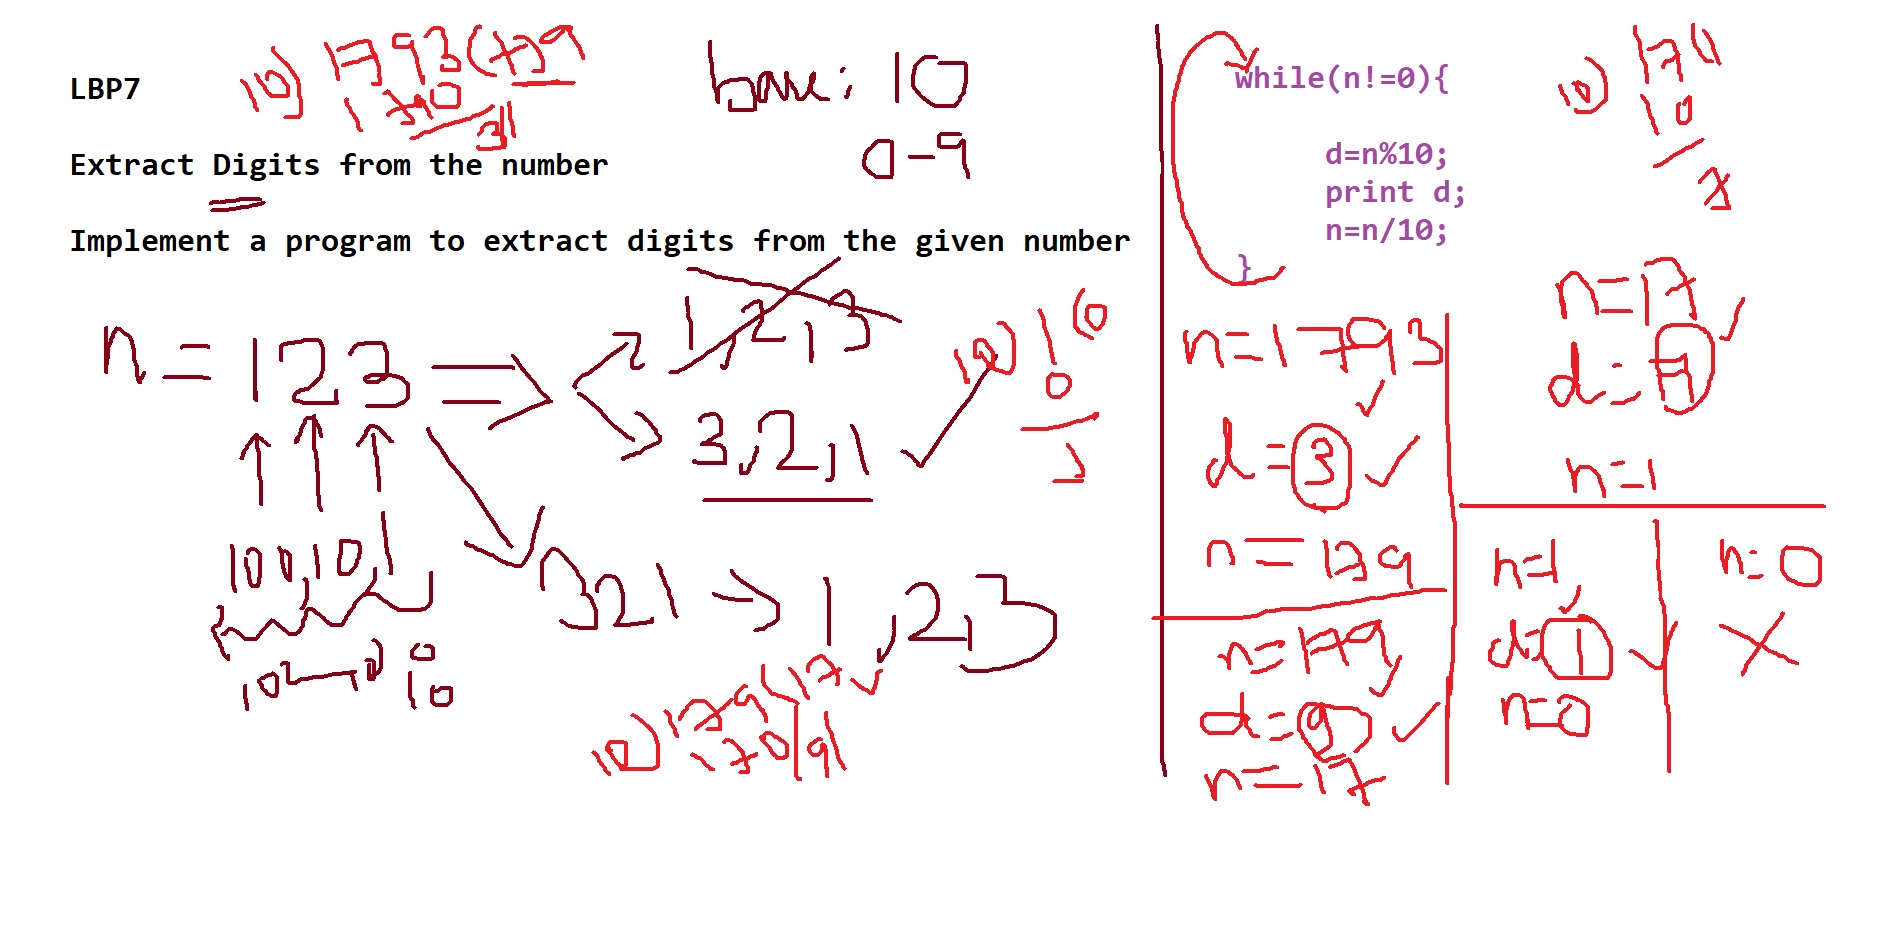 LBP7
Extract Digits from the number
Implement a program to extract digits from the given number
10) 1793 (179
1790
3
base: 10
0-9
n = 123
1, 2, 3
3, 2, 1
100, 10, 1
321 → 1, 2, 3
10) 179 (17
170
9
10) 1 (0
0
1
while(n!=0){
d=n%10;
print d;
n=n/10;
}
10) 17 (1
10
7
n=1793
d=3
n=179
n=179
d=9
n=17
n=17
d=7
n=1
n=1
d=1
n=0
n=0